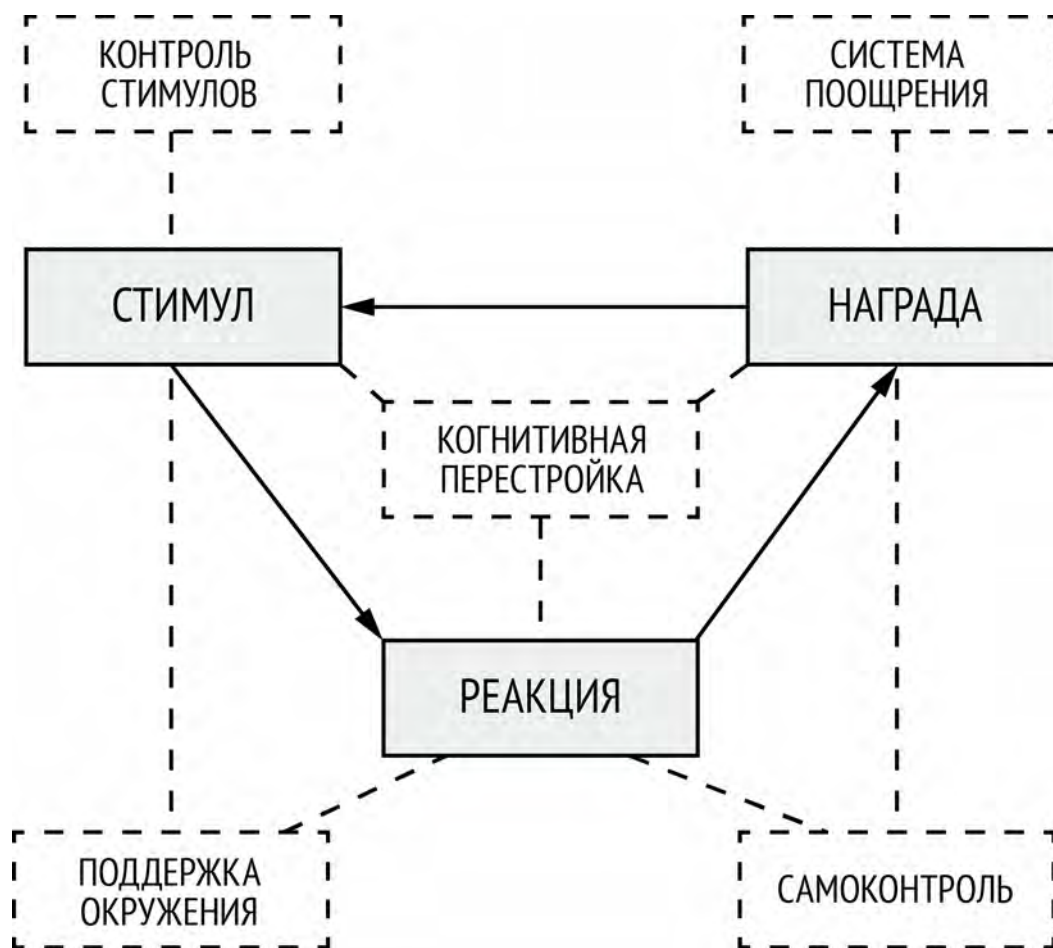 КОНТРОЛЬ
СТИМУЛОВ
СИСТЕМА
ПООЩРЕНИЯ
СТИМУЛ
НАГРАДА
КОГНИТИВНАЯ
ПЕРЕСТРОЙКА
РЕАКЦИЯ
ПОДДЕРЖКА
ОКРУЖЕНИЯ
САМОКОНТРОЛЬ